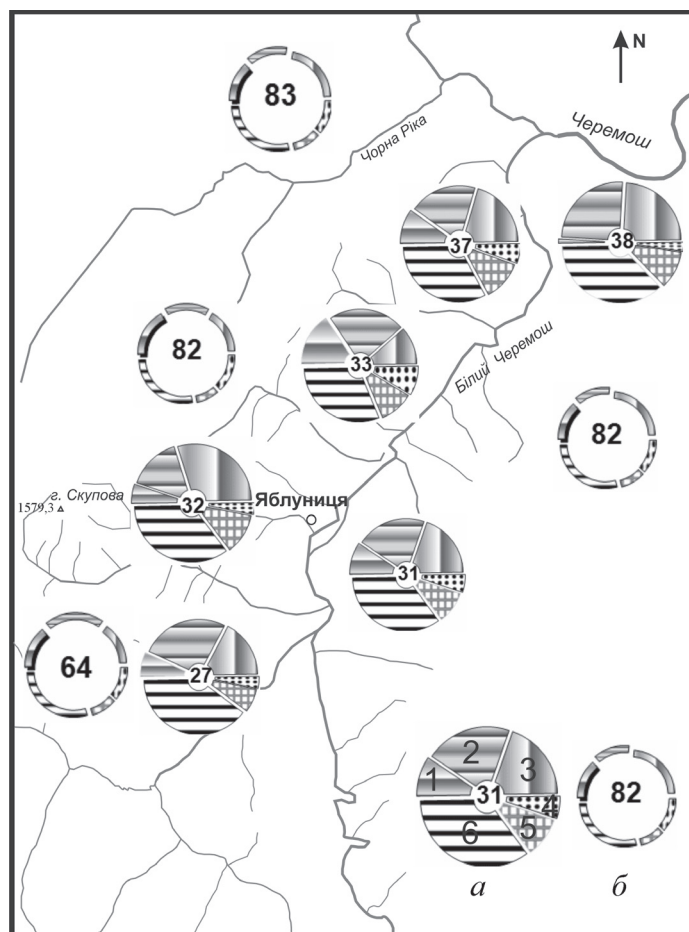 N
83
Чорна Ріка
Черемош
37
38
82
33
Білий Черемош
82
г. Скупова
1579,3
32
Яблуниця
31
64
27
1
2
3
4
5
6
31
82
а
б